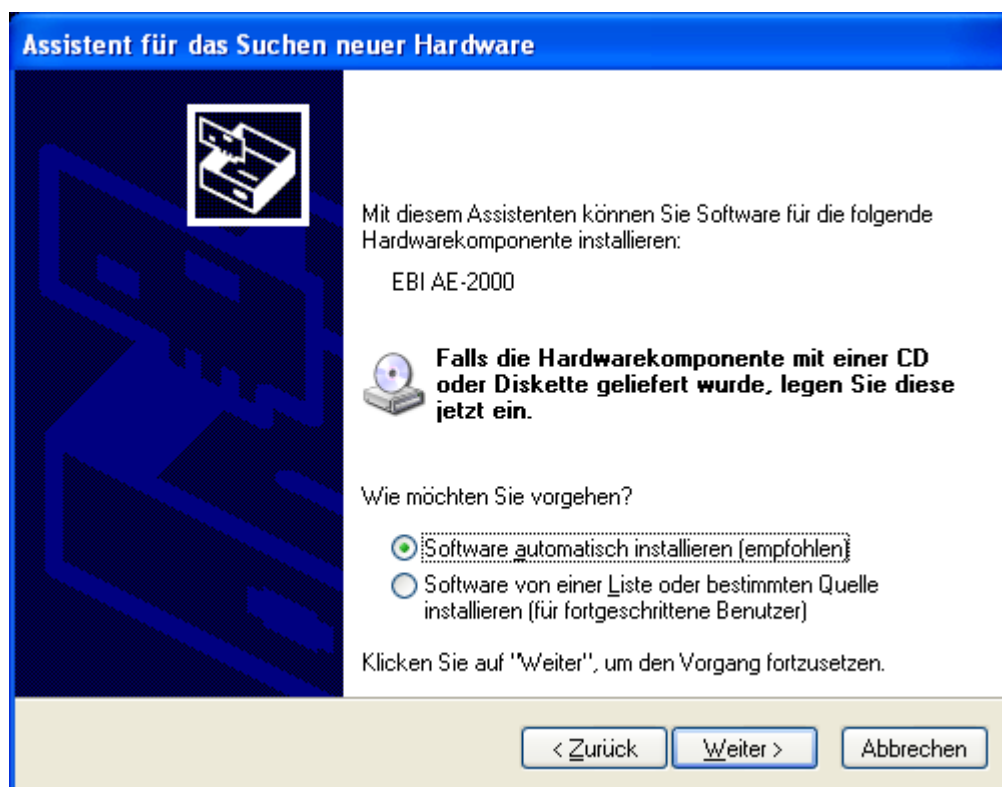 Assistent für das Suchen neuer Hardware
Mit diesem Assistenten können Sie Software für die folgende
Hardwarekomponente installieren:
EBI AE-2000
Falls die Hardwarekomponente mit einer CD
oder Diskette geliefert wurde, legen Sie diese
jetzt ein.
Wie möchten Sie vorgehen?
Software automatisch installieren (empfohlen)
Software von einer Liste oder bestimmten Quelle
installieren (für fortgeschrittene Benutzer)
Klicken Sie auf "Weiter", um den Vorgang fortzusetzen.
< Zurück
Weiter >
Abbrechen